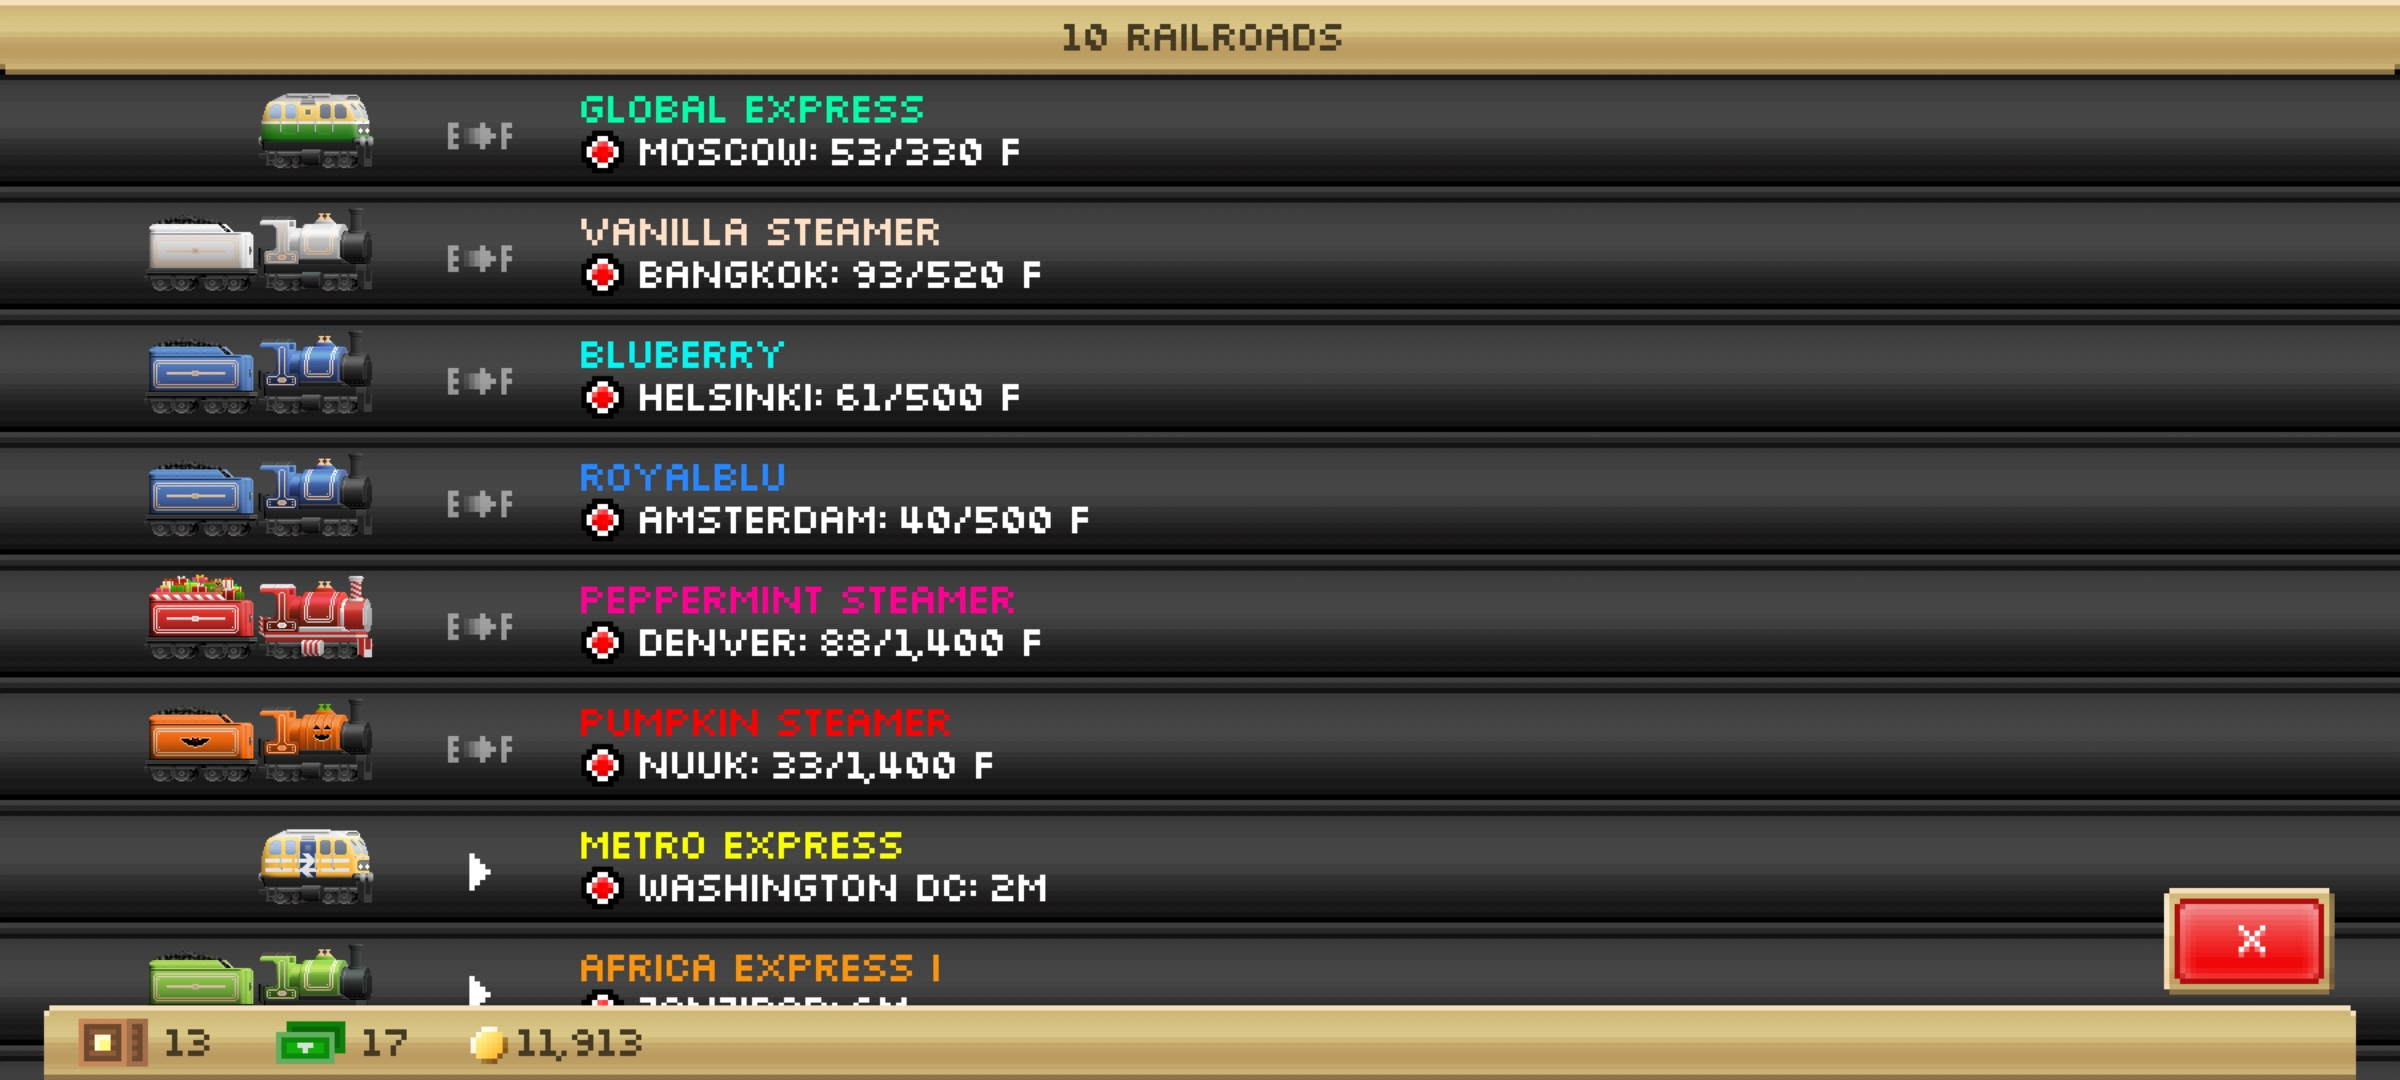 10 RAILROADS
E F
GLOBAL EXPRESS
MOSCOW: 53/330 F
E F
VANILLA STEAMER
BANGKOK: 93/520 F
E F
BLUBERRY
HELSINKI: 61/500 F
E F
ROYALBLU
AMSTERDAM: 40/500 F
E F
PEPPERMINT STEAMER
DENVER: 88/1,400 F
E F
PUMPKIN STEAMER
NUUK: 33/1,400 F
METRO EXPRESS
WASHINGTON DC: 2M
AFRICA EXPRESS I
X
13 17 11,913